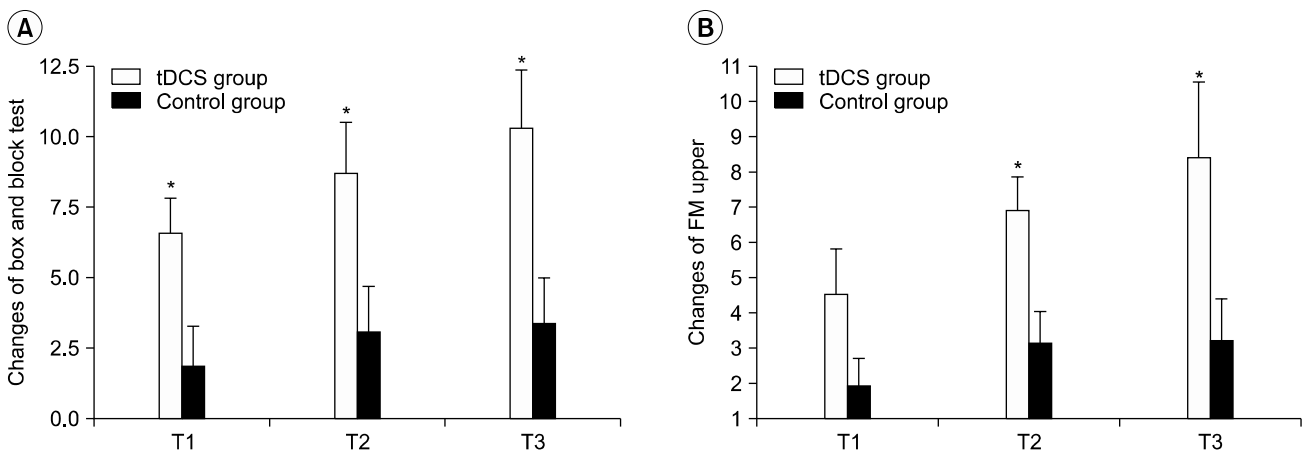 A
Changes of box and block test
12.5
10.0
7.5
5.0
2.5
0.0
tDCS group
Control group
*
*
*
T1 T2 T3
B
Changes of FM upper
11
10
9
8
7
6
5
4
3
2
1
tDCS group
Control group
*
*
T1 T2 T3